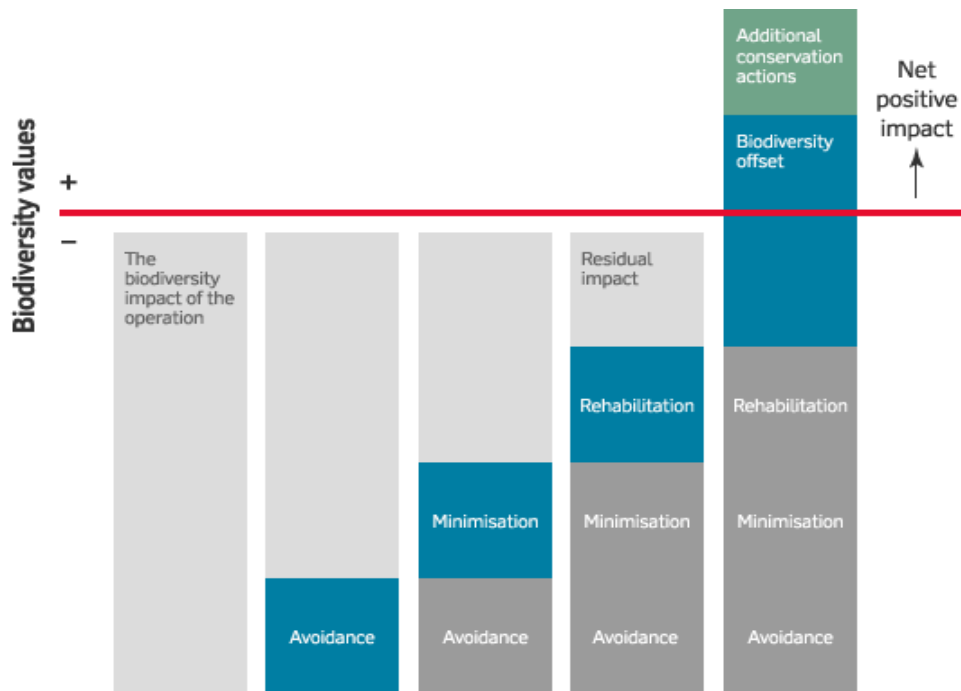 Additional
conservation
actions
Net
positive
impact
Biodiversity
offset
Biodiversity values
+
–
The
biodiversity
impact of the
operation
Residual
impact
Rehabilitation
Rehabilitation
Minimisation
Minimisation
Minimisation
Avoidance
Avoidance
Avoidance
Avoidance